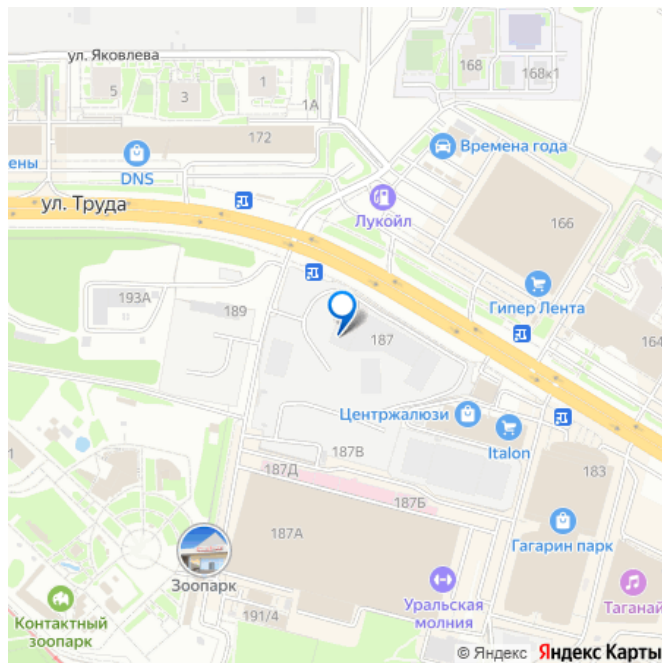 ул. Яковлева
168
168к1
5
3
1
1А
172
Времена года
ены
DNS
ул. Труда
Лукойл
166
193А
189
Гипер Лента
187
164
Центржалюзи
Italon
187В
187Д
183
187Б
187А
Гагарин парк
Зоопарк
Контактный
зоопарк
191/4
Уральская
молния
Таганай
© Яндекс Яндекс Карты
1